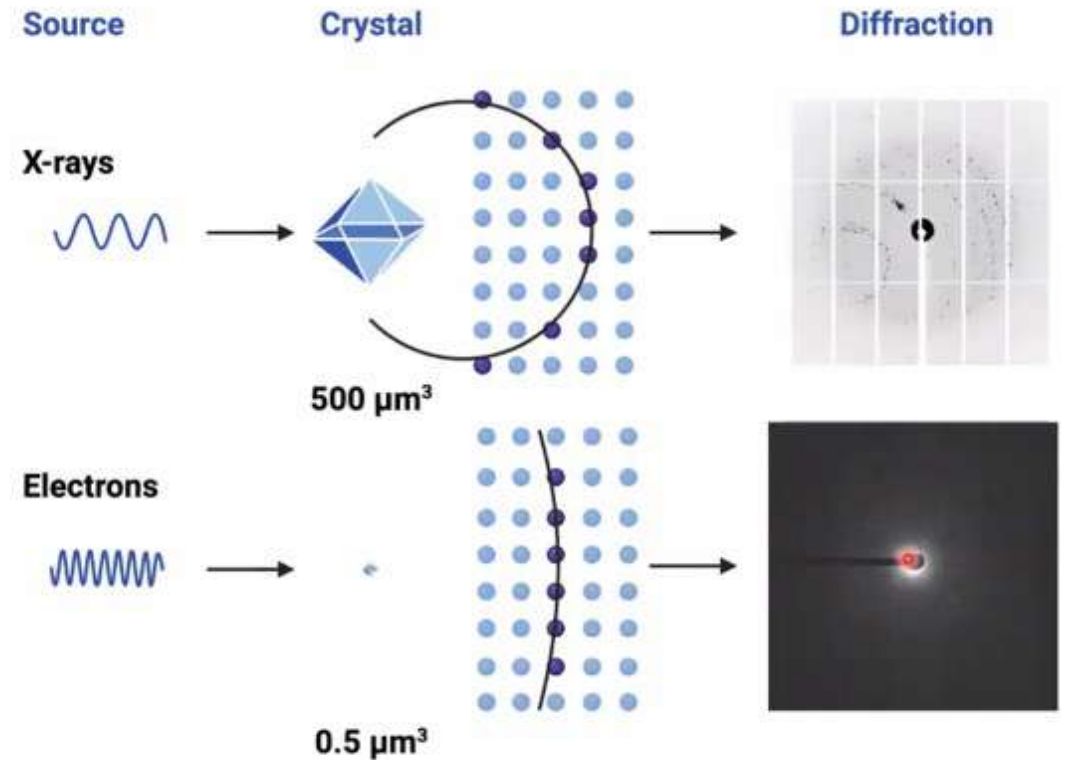 Source Crystal Diffraction
X-rays
500 μm³
Electrons
0.5 μm³